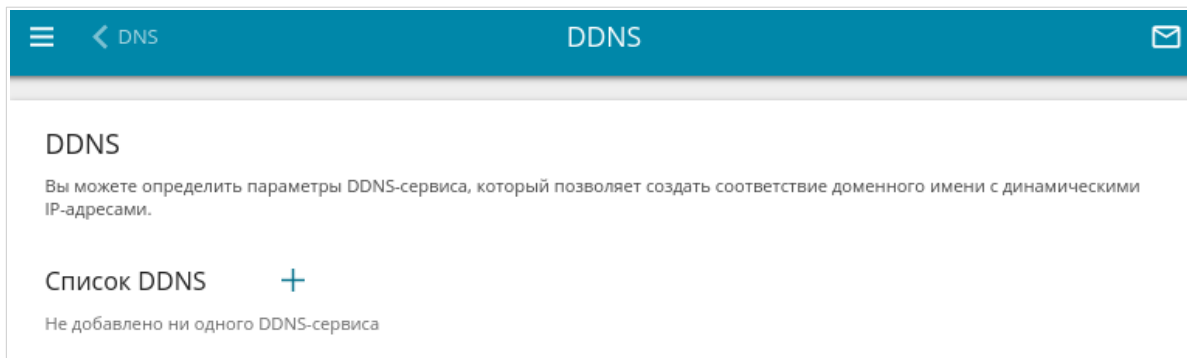 DNS
DDNS
DDNS
Вы можете определить параметры DDNS-сервиса, который позволяет создать соответствие доменного имени с динамическими
IP-адресами.
Список DDNS
Не добавлено ни одного DDNS-сервиса